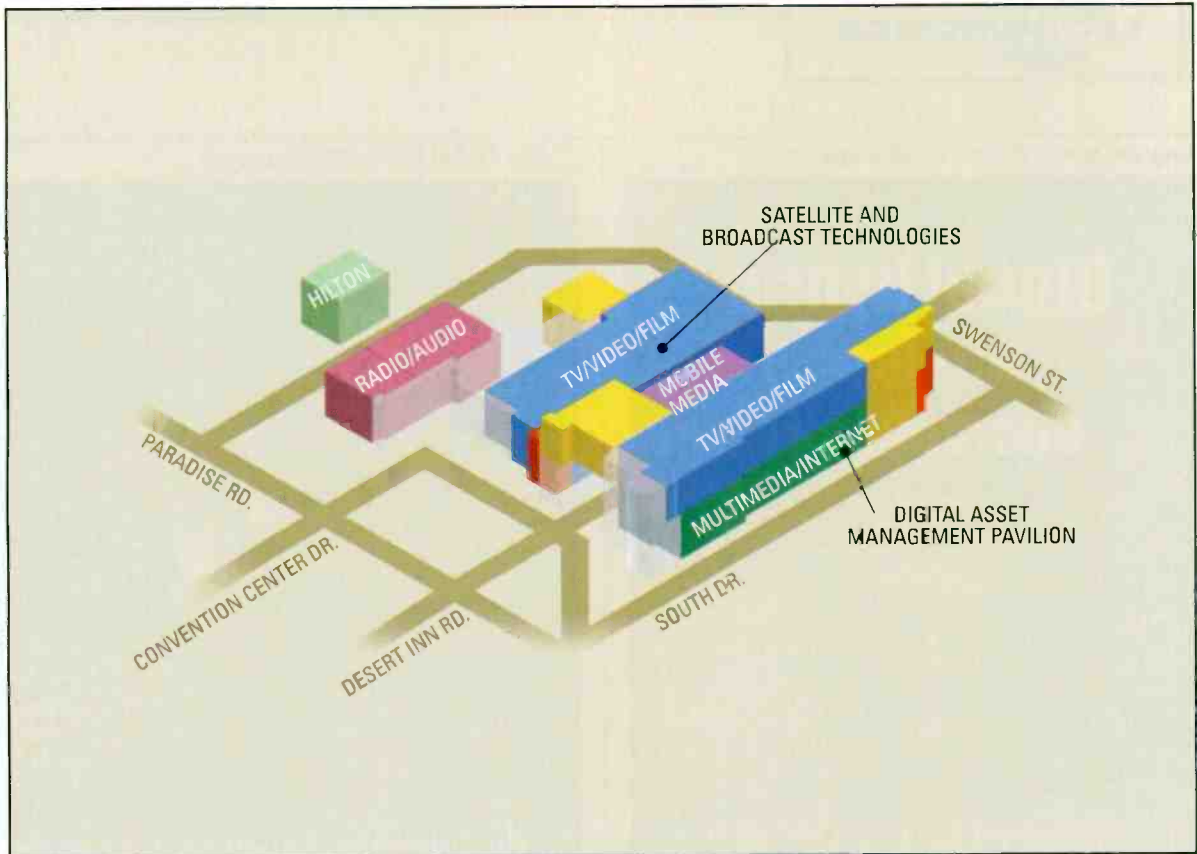 SATELLITE AND
BROADCAST TECHNOLOGIES
HILTON
RADIO/AUDIO
TV/VIDEO/FILM
MOBILE
MEDIA
TV/VIDEO/FILM
MULTIMEDIA/INTERNET
SWENSON ST.
PARADISE RD.
DIGITAL ASSET
MANAGEMENT PAVILION
CONVENTION CENTER DR.
SOUTH DR.
DESERT INN RD.